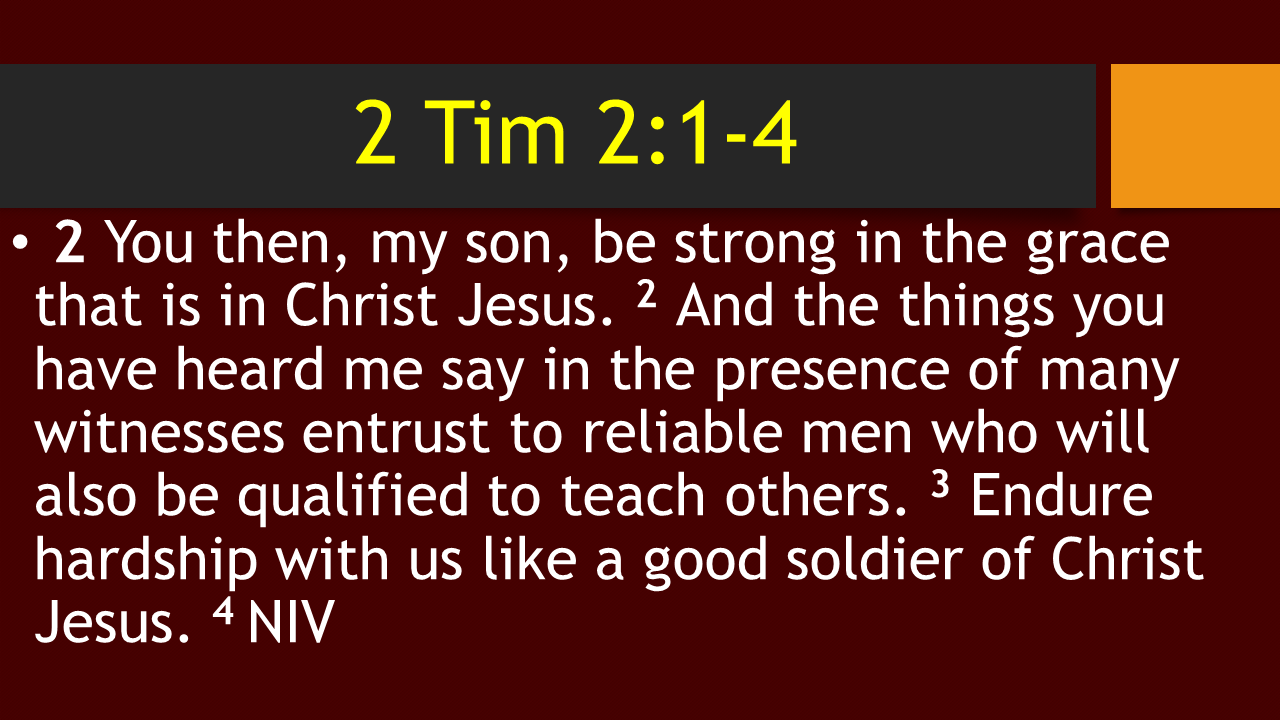 2 Tim 2:1-4
• 2 You then, my son, be strong in the grace
that is in Christ Jesus. ² And the things you
have heard me say in the presence of many
witnesses entrust to reliable men who will
also be qualified to teach others. ³ Endure
hardship with us like a good soldier of Christ
Jesus. ⁴ NIV